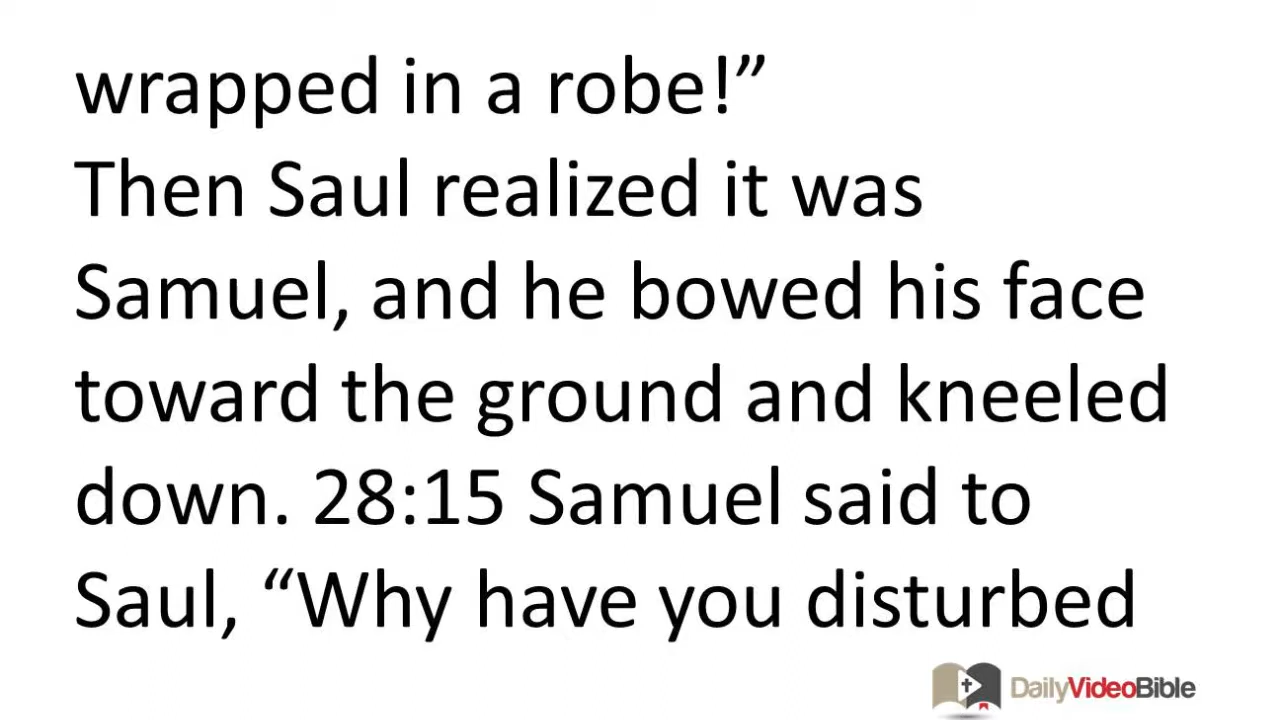 wrapped in a robe!”
Then Saul realized it was
Samuel, and he bowed his face
toward the ground and kneeled
down. 28:15 Samuel said to
Saul, “Why have you disturbed
DailyVideoBible